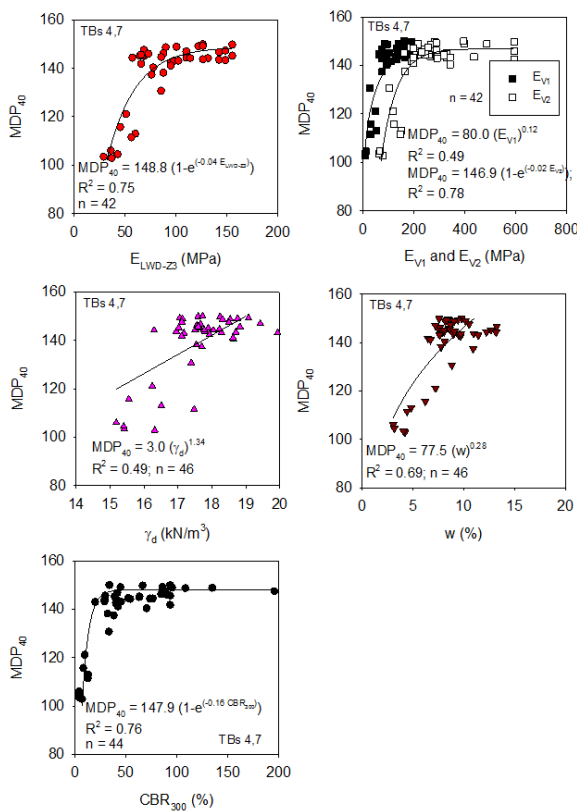 TBs 4,7
MDP40
160
140
120
100
80
MDP40 = 148.8 (1-e(-0.04 ELWD-Z3))
R2 = 0.75
n = 42
0 50 100 150 200
ELWD-Z3 (MPa)
TBs 4,7
MDP40
160
140
120
100
80
EV1
EV2
n = 42
MDP40 = 80.0 (EV1)0.12
R2 = 0.49
MDP40 = 146.9 (1-e(-0.02 EV2));
R2 = 0.78
0 200 400 600 800
EV1 and EV2 (MPa)
TBs 4,7
MDP40
160
140
120
100
80
MDP40 = 3.0 (γd)1.34
R2 = 0.49; n = 46
14 15 16 17 18 19 20
γd (kN/m3)
TBs 4,7
MDP40
160
140
120
100
80
MDP40 = 77.5 (w)0.28
R2 = 0.69; n = 46
0 5 10 15 20
w (%)
MDP40
160
140
120
100
80
MDP40 = 147.9 (1-e(-0.16 CBR300))
R2 = 0.76
n = 44
TBs 4,7
0 50 100 150 200
CBR300 (%)